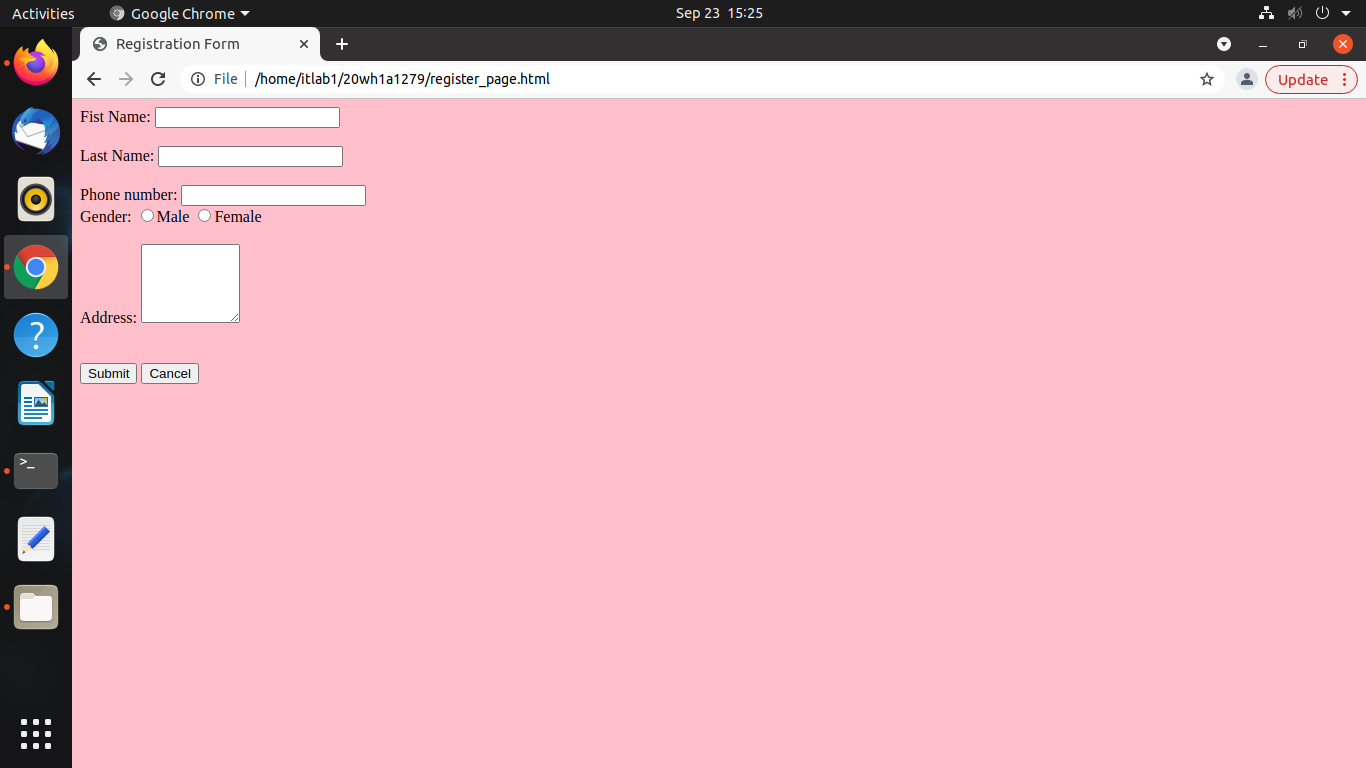 Activities Google Chrome Sep 23 15:25
Registration Form
File /home/itlab1/20wh1a1279/register_page.html Update
Fist Name:
Last Name:
Phone number:
Gender: Male Female
Address:
Submit Cancel